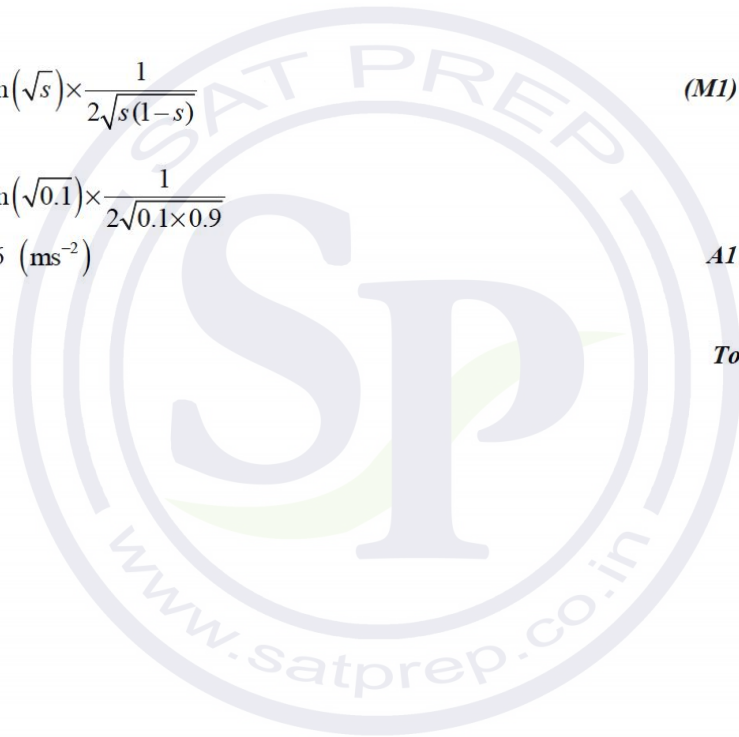 n(√s)×1/(2√(s(1−s))) (M1)
n(√0.1)×1/(2√(0.1×0.9))
(ms⁻²) A1
To
SAT PREP
SP
www.satprep.co.in